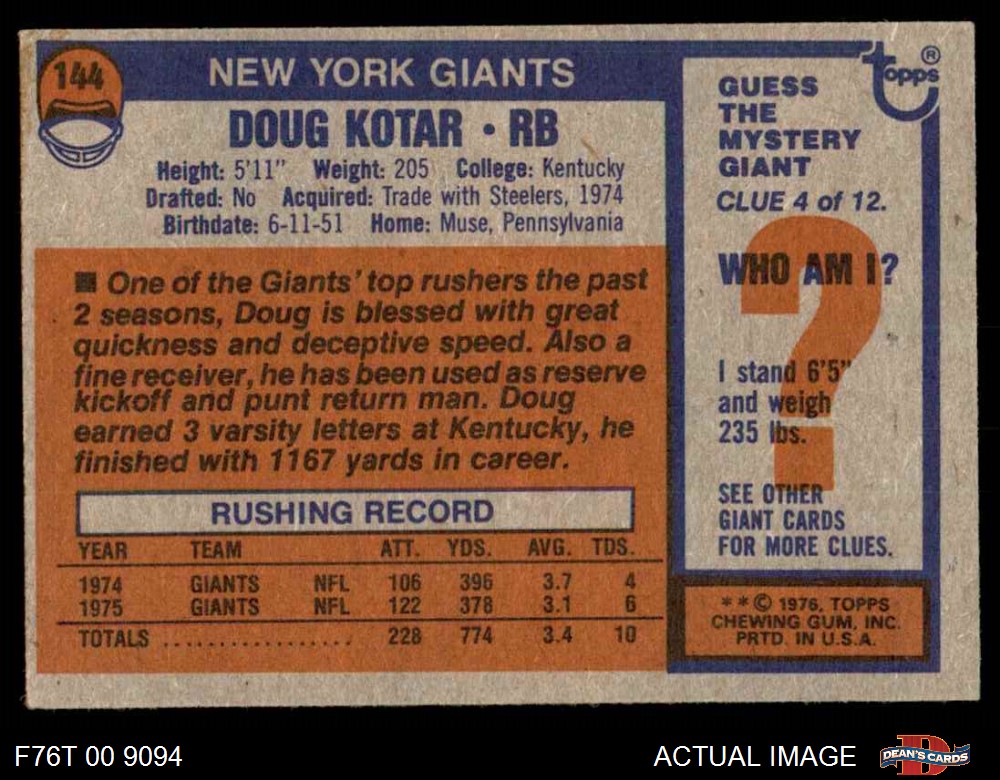 144
NEW YORK GIANTS
DOUG KOTAR • RB
Height: 5'11" Weight: 205 College: Kentucky
Drafted: No Acquired: Trade with Steelers, 1974
Birthdate: 6-11-51 Home: Muse, Pennsylvania
■ One of the Giants' top rushers the past
2 seasons, Doug is blessed with great
quickness and deceptive speed. Also a
fine receiver, he has been used as reserve
kickoff and punt return man. Doug
earned 3 varsity letters at Kentucky, he
finished with 1167 yards in career.
RUSHING RECORD
YEAR TEAM ATT. YDS. AVG. TDS.
1974 GIANTS NFL 106 396 3.7 4
1975 GIANTS NFL 122 378 3.1 6
TOTALS .................. 228 774 3.4 10
topps®
GUESS
THE
MYSTERY
GIANT
CLUE 4 of 12.
WHO AM I?
?
I stand 6'5"
and weigh
235 lbs.
SEE OTHER
GIANT CARDS
FOR MORE CLUES.
**© 1976, TOPPS
CHEWING GUM, INC.
PRTD. IN U.S.A.
F76T 00 9094
ACTUAL IMAGE
D
DEAN'S CARDS